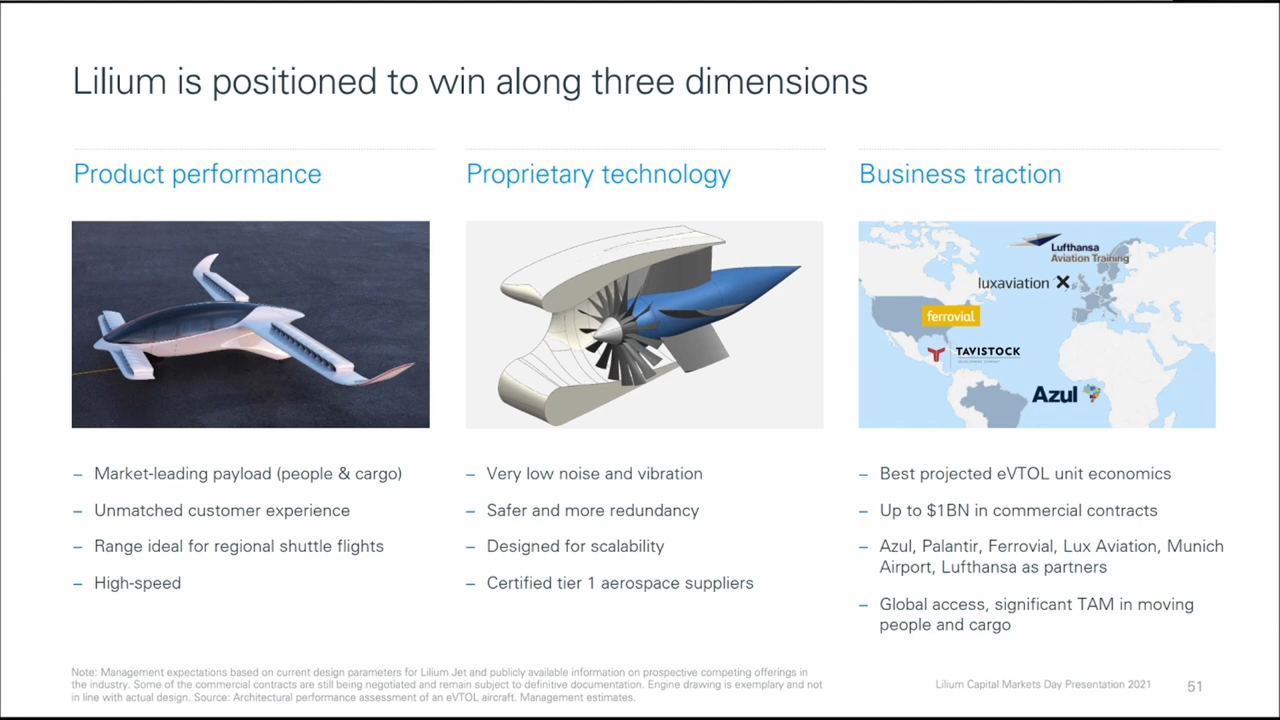 Lilium is positioned to win along three dimensions
Product performance
– Market-leading payload (people & cargo)
– Unmatched customer experience
– Range ideal for regional shuttle flights
– High-speed
Proprietary technology
– Very low noise and vibration
– Safer and more redundancy
– Designed for scalability
– Certified tier 1 aerospace suppliers
Business traction
Lufthansa
Aviation Training
luxaviation
ferrovial
TAVISTOCK
Azul
– Best projected eVTOL unit economics
– Up to $1BN in commercial contracts
– Azul, Palantir, Ferrovial, Lux Aviation, Munich
Airport, Lufthansa as partners
– Global access, significant TAM in moving
people and cargo
Note: Management expectations based on current design parameters for Lilium Jet and publicly available information on prospective competing offerings in
the industry. Some of the commercial contracts are still being negotiated and remain subject to definitive documentation. Engine drawing is exemplary and not
in line with actual design. Source: Architectural performance assessment of an eVTOL aircraft. Management estimates.
Lilium Capital Markets Day Presentation 2021
51